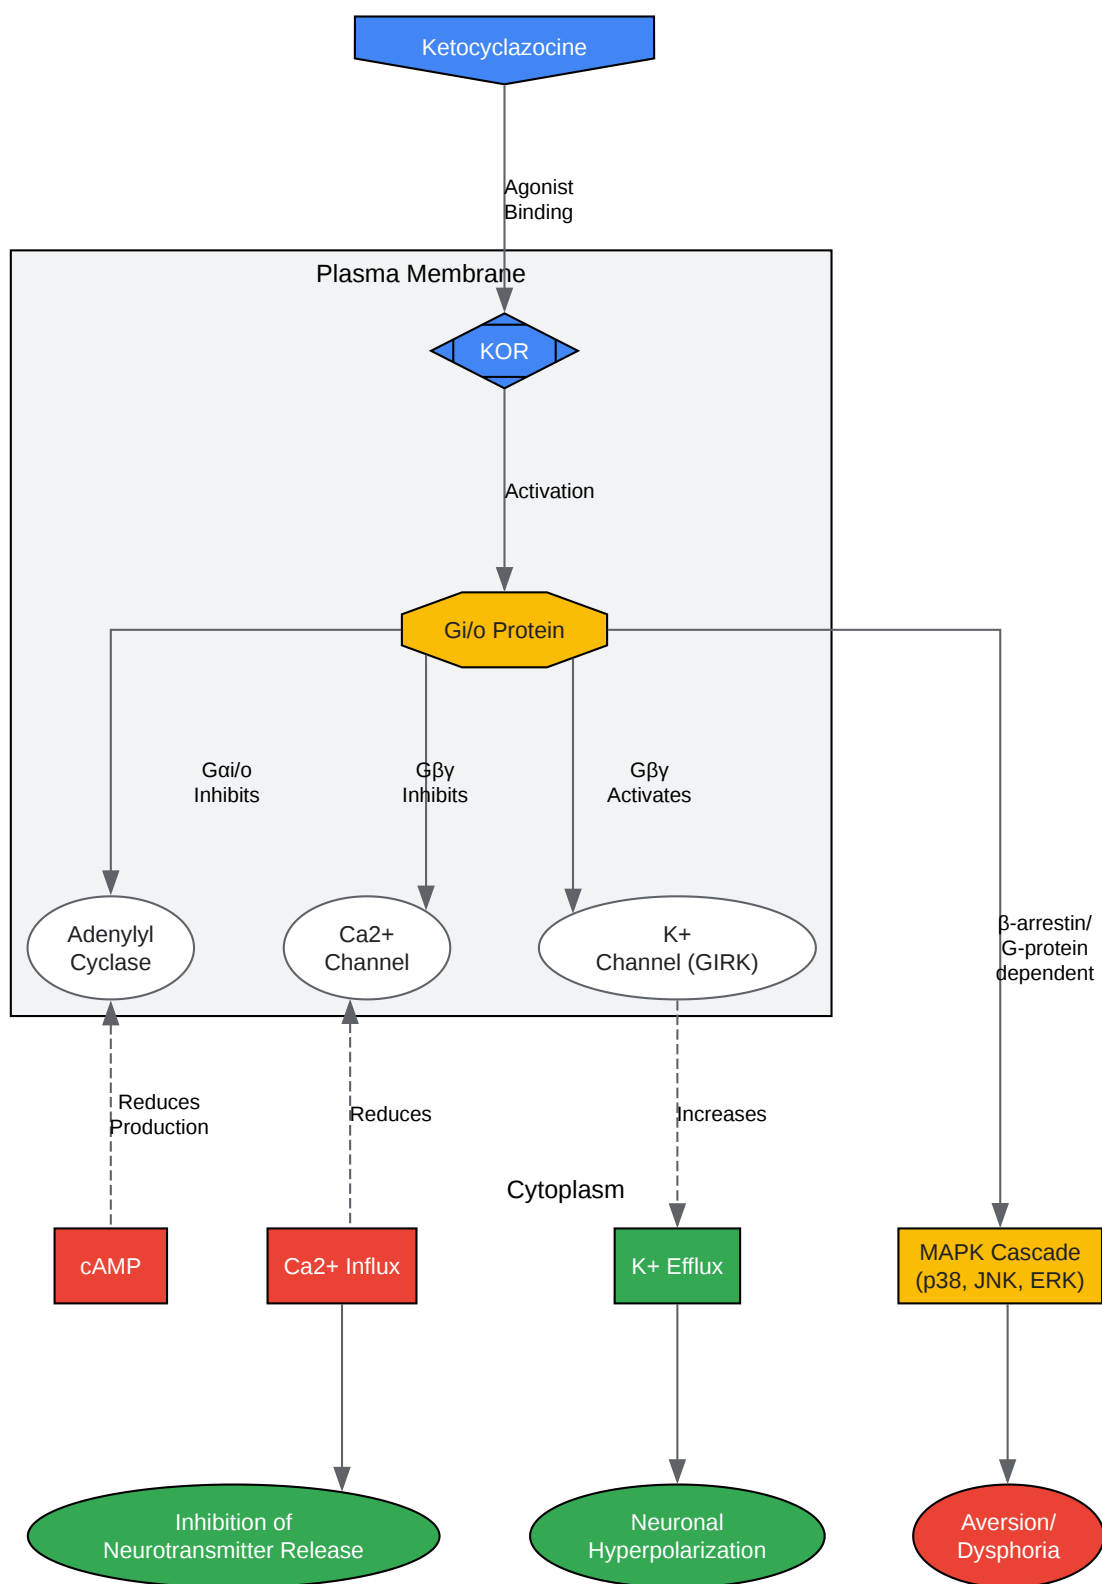 Ketocyclazocine
Agonist
Binding
Plasma Membrane
KOR
Activation
Gi/o Protein
Gαi/o
Inhibits
Gβγ
Inhibits
Gβγ
Activates
Adenylyl
Cyclase
Ca2+
Channel
K+
Channel (GIRK)
β-arrestin/
G-protein
dependent
Reduces
Production
Reduces
Increases
Cytoplasm
cAMP
Ca2+ Influx
K+ Efflux
MAPK Cascade
(p38, JNK, ERK)
Inhibition of
Neurotransmitter Release
Neuronal
Hyperpolarization
Aversion/
Dysphoria